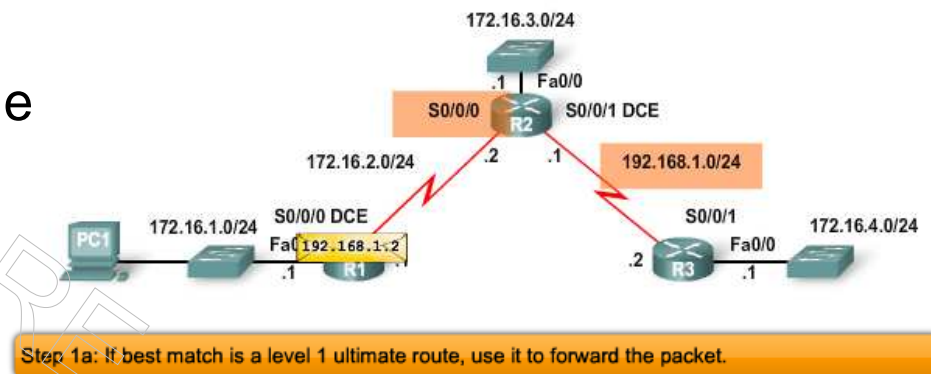 172.16.3.0/24
e
.1 Fa0/0
S0/0/0 S0/0/1 DCE
R2
172.16.2.0/24 .2 .1 192.168.1.0/24
172.16.1.0/24 S0/0/0 DCE S0/0/1 172.16.4.0/24
PC1 192.168.1.2 Fa0/0
.1 R1 .2 R3 .1
Step 1a: If best match is a level 1 ultimate route, use it to forward the packet.